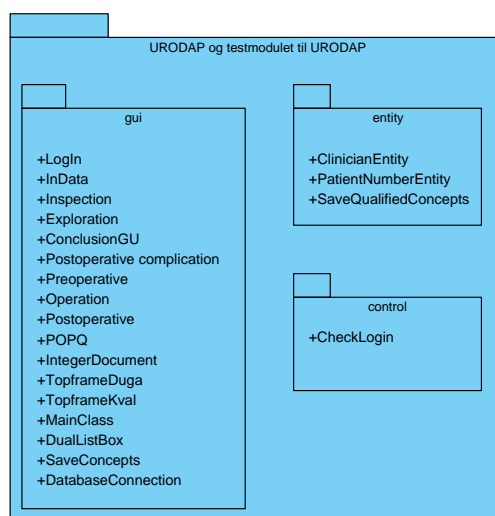 URODAP og testmodulet til URODAP
gui
+LogIn
+InData
+Inspection
+Exploration
+ConclusionGU
+Postoperative complication
+Preoperative
+Operation
+Postoperative
+POPQ
+IntegerDocument
+TopframeDuga
+TopframeKval
+MainClass
+DualListBox
+SaveConcepts
+DatabaseConnection
entity
+ClinicianEntity
+PatientNumberEntity
+SaveQualifiedConcepts
control
+CheckLogin